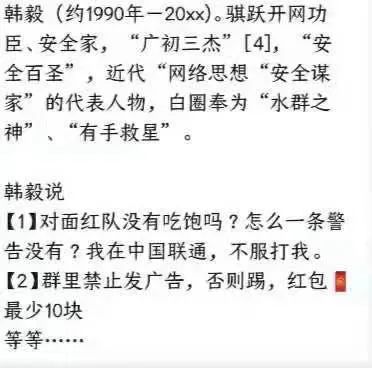 韩毅（约1990年－20xx）。骐跃开网功
臣、安全家，“广初三杰”[4]，“安
全百圣”，近代“网络思想“安全谋
家”的代表人物，白圈奉为“水群之
神”、“有手救星”。
韩毅说
【1】对面红队没有吃饱吗？怎么一条警
告没有？我在中国联通，不服打我。
【2】群里禁止发广告，否则踢，红包🧧
最少10块
等等……